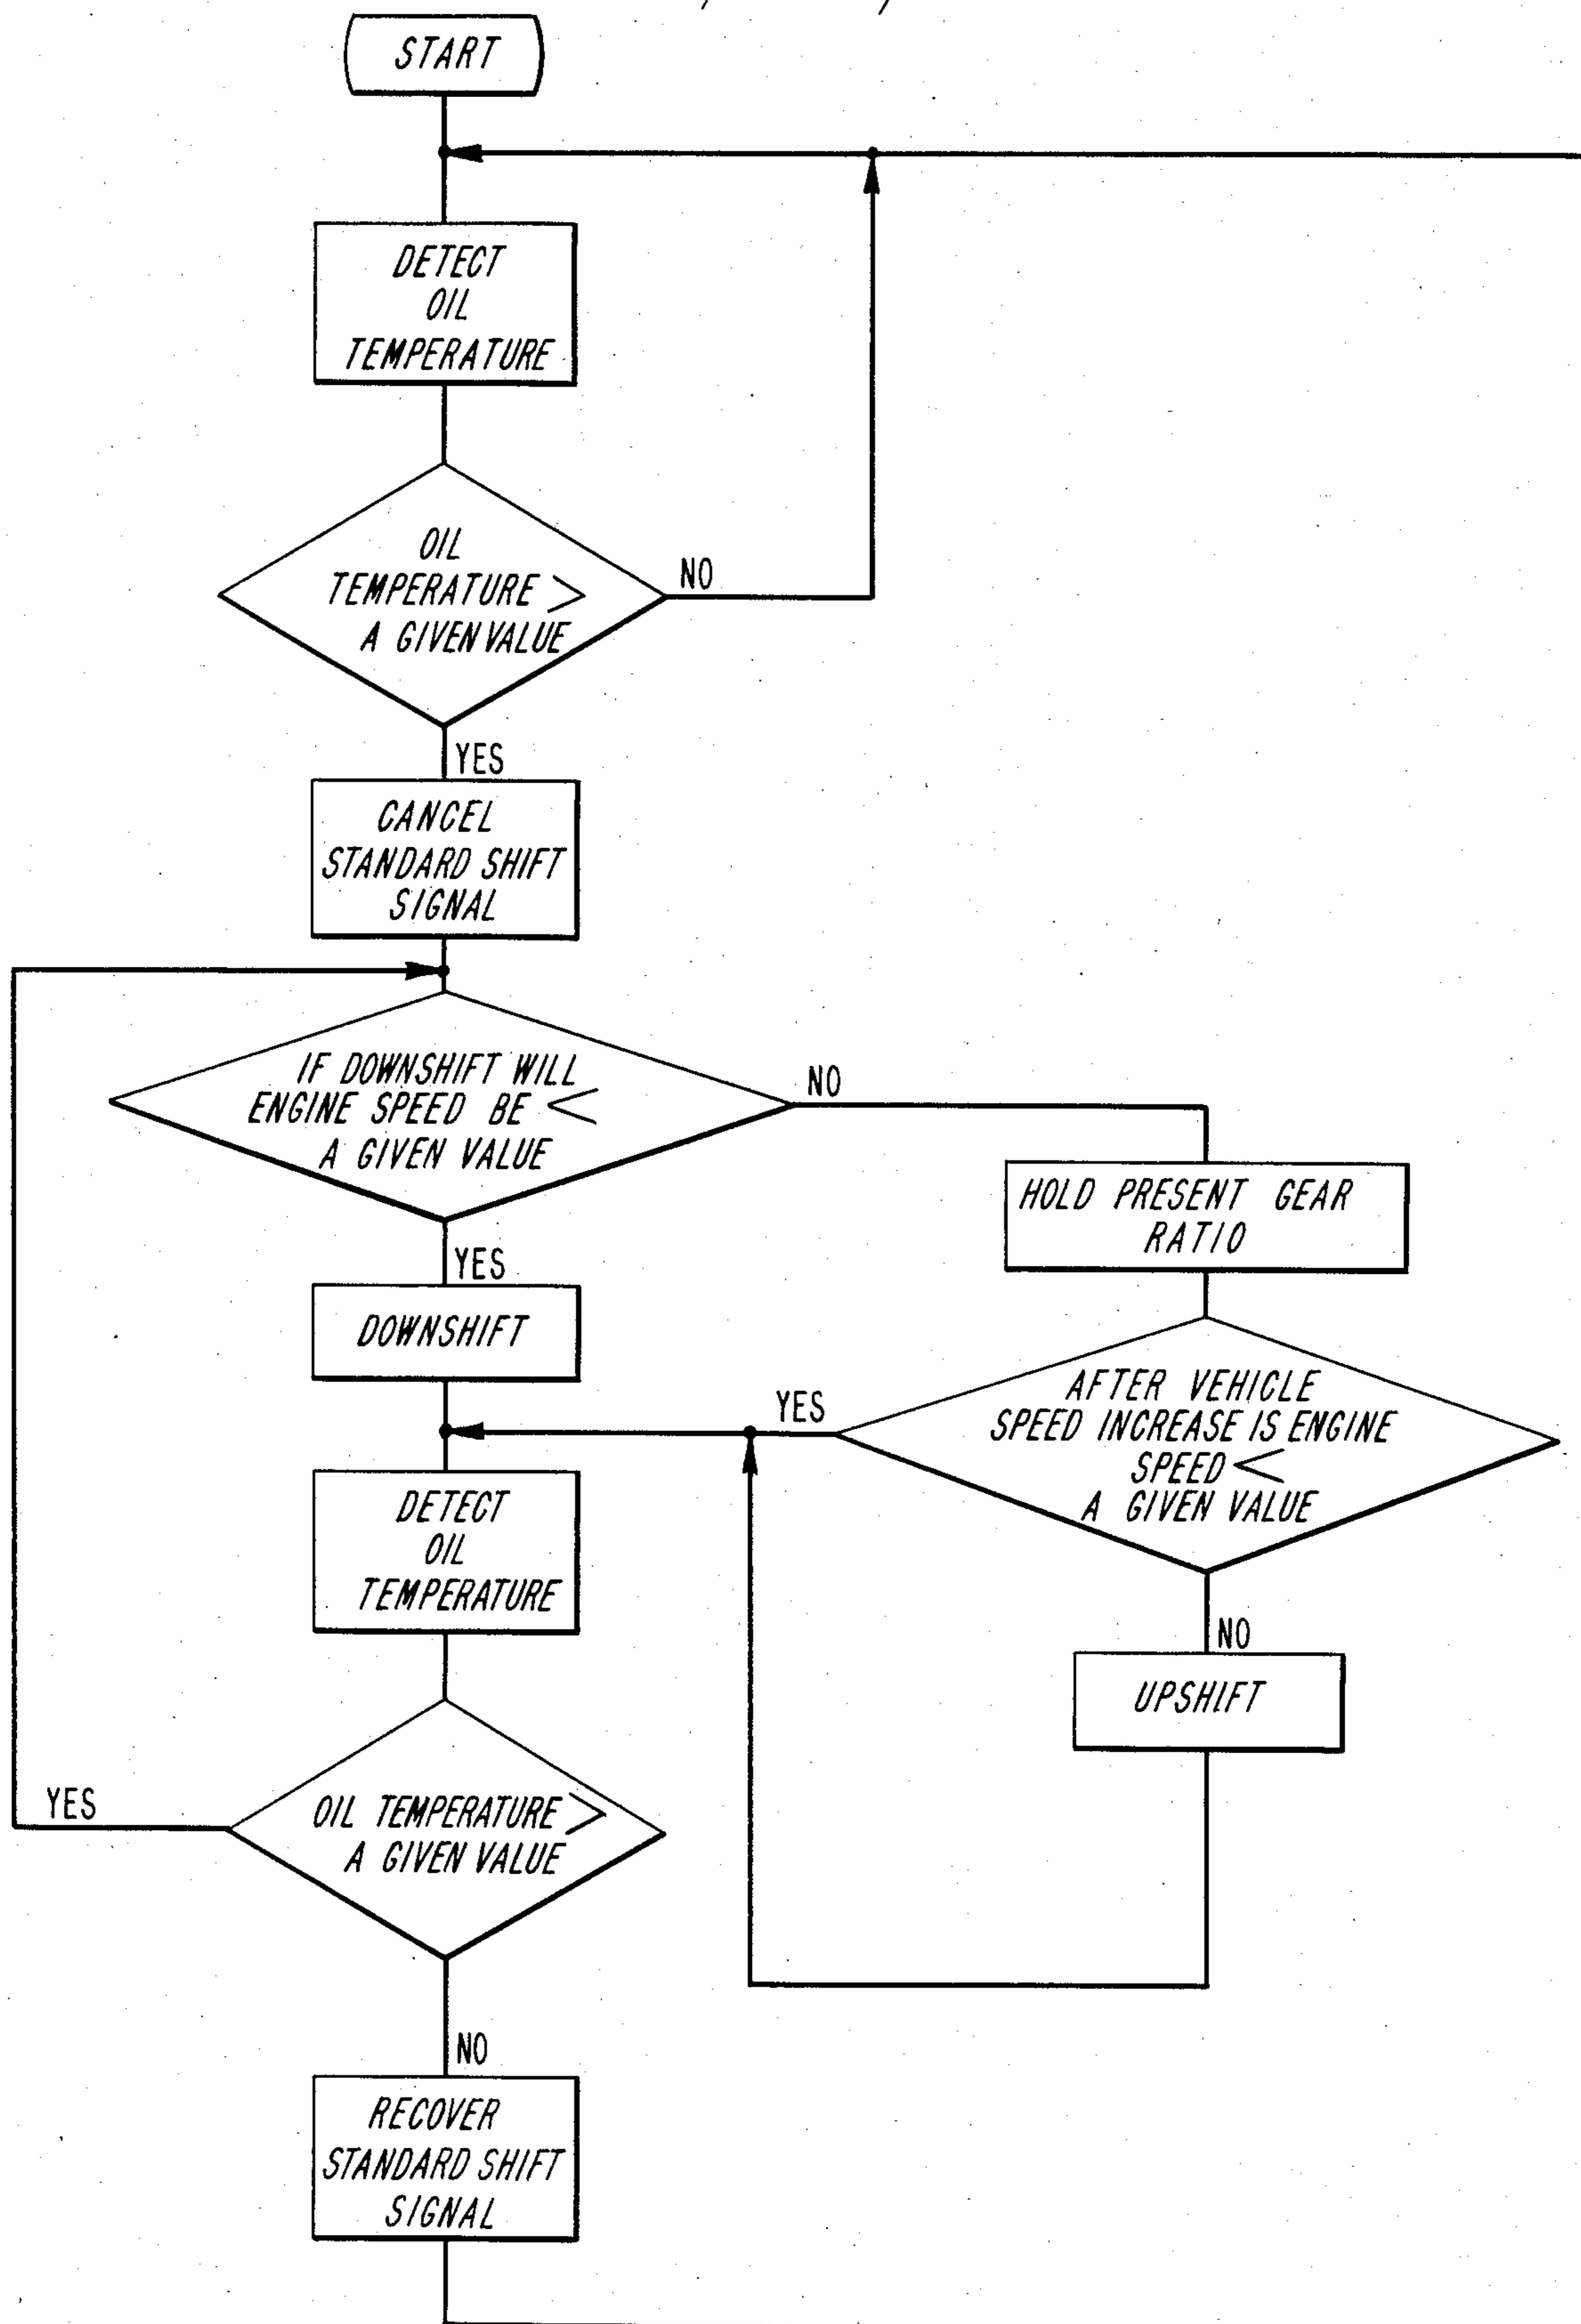 START
DETECT
OIL
TEMPERATURE
OIL
TEMPERATURE >
A GIVEN VALUE
NO
YES
CANCEL
STANDARD SHIFT
SIGNAL
IF DOWNSHIFT WILL
ENGINE SPEED BE <
A GIVEN VALUE
NO
HOLD PRESENT GEAR
RATIO
YES
DOWNSHIFT
AFTER VEHICLE
SPEED INCREASE IS ENGINE
SPEED <
A GIVEN VALUE
YES
DETECT
OIL
TEMPERATURE
NO
UPSHIFT
OIL TEMPERATURE >
A GIVEN VALUE
YES
NO
RECOVER
STANDARD SHIFT
SIGNAL